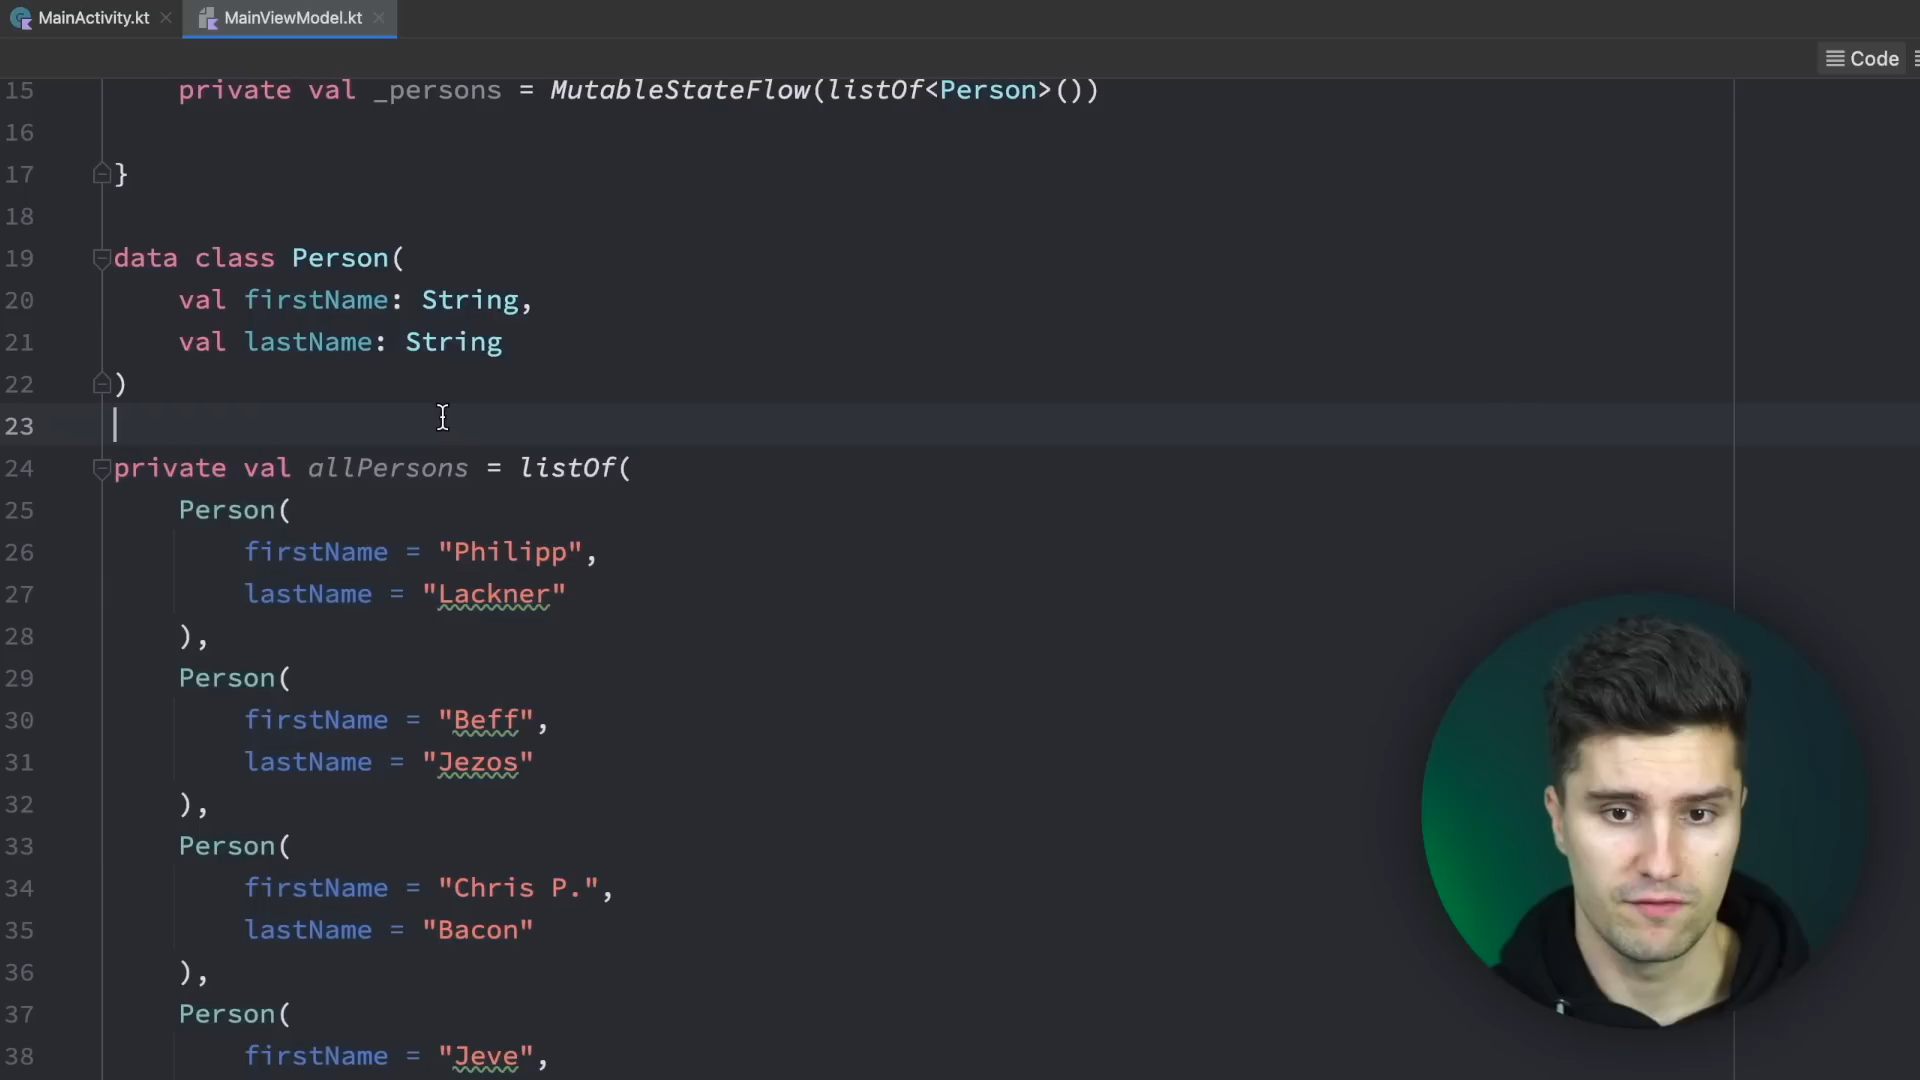 MainActivity.kt
MainViewModel.kt
Code
15 private val _persons = MutableStateFlow(listOf<Person>())
16
17 }
18
19 data class Person(
20 val firstName: String,
21 val lastName: String
22 )
23
24 private val allPersons = listOf(
25 Person(
26 firstName = "Philipp",
27 lastName = "Lackner"
28 ),
29 Person(
30 firstName = "Beff",
31 lastName = "Jezos"
32 ),
33 Person(
34 firstName = "Chris P.",
35 lastName = "Bacon"
36 ),
37 Person(
38 firstName = "Jeve",